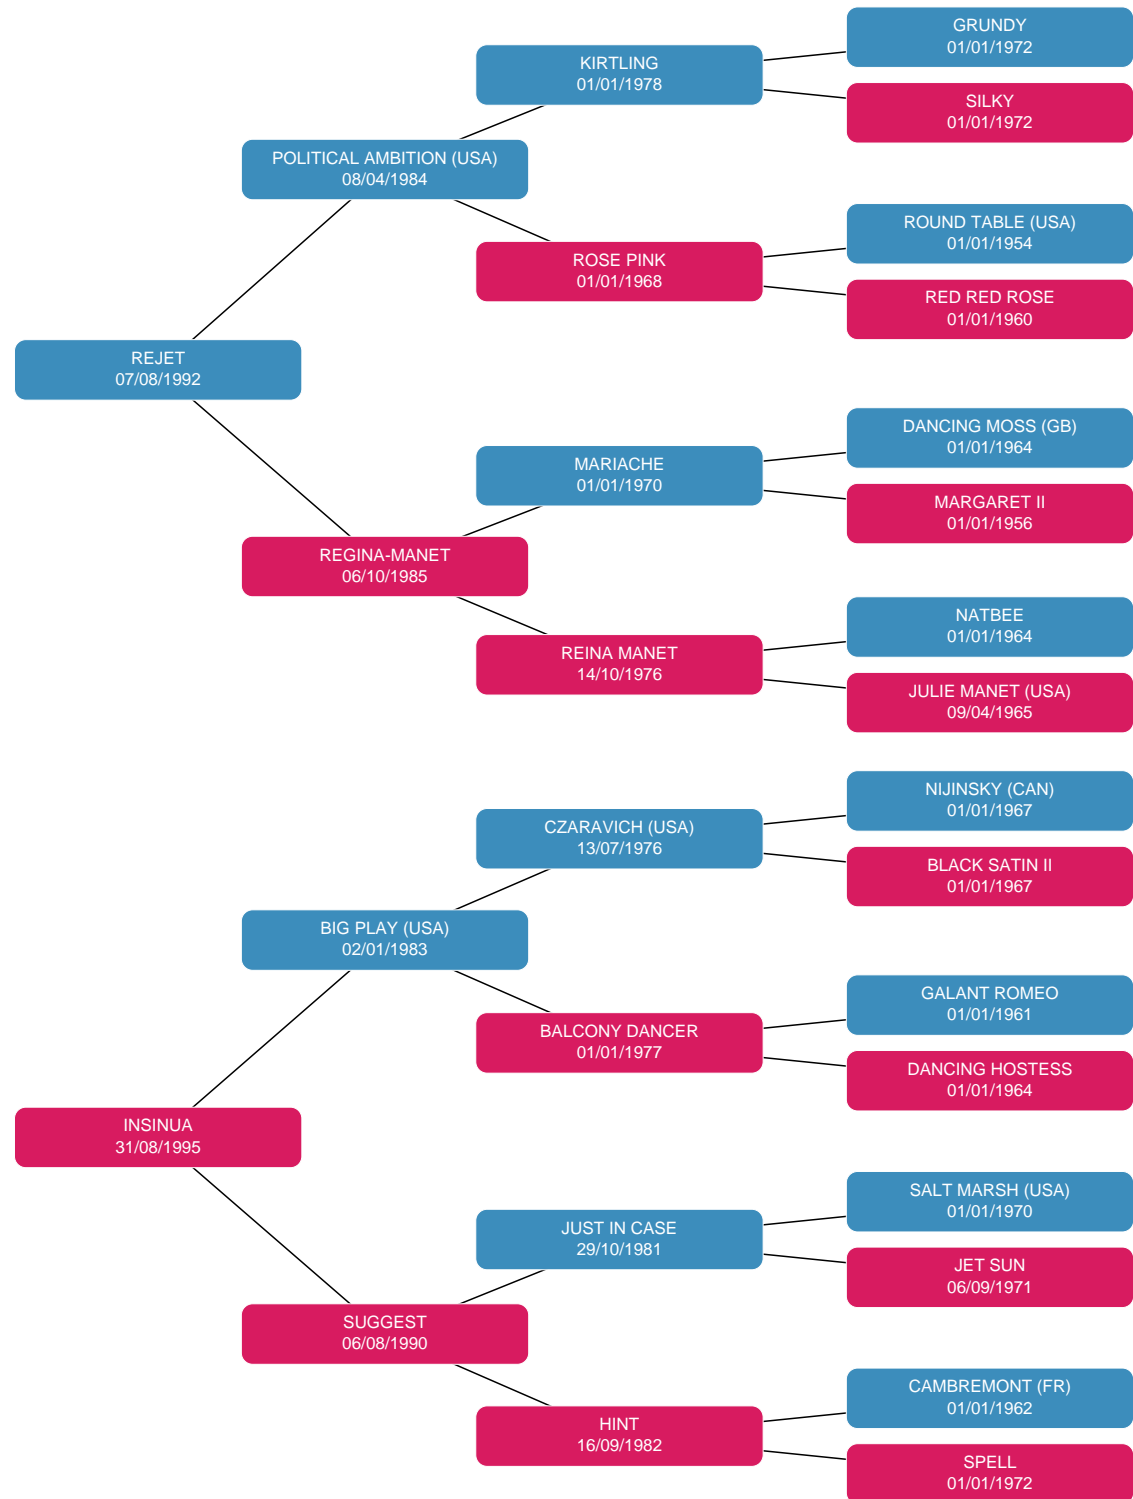 GRUNDY
01/01/1972
KIRTLING
01/01/1978
SILKY
01/01/1972
POLITICAL AMBITION (USA)
08/04/1984
ROUND TABLE (USA)
01/01/1954
ROSE PINK
01/01/1968
RED RED ROSE
01/01/1960
REJET
07/08/1992
DANCING MOSS (GB)
01/01/1964
MARIACHE
01/01/1970
MARGARET II
01/01/1956
REGINA-MANET
06/10/1985
NATBEE
01/01/1964
REINA MANET
14/10/1976
JULIE MANET (USA)
09/04/1965
NIJINSKY (CAN)
01/01/1967
CZARAVICH (USA)
13/07/1976
BLACK SATIN II
01/01/1967
BIG PLAY (USA)
02/01/1983
GALANT ROMEO
01/01/1961
BALCONY DANCER
01/01/1977
DANCING HOSTESS
01/01/1964
INSINUA
31/08/1995
SALT MARSH (USA)
01/01/1970
JUST IN CASE
29/10/1981
JET SUN
06/09/1971
SUGGEST
06/08/1990
CAMBREMONT (FR)
01/01/1962
HINT
16/09/1982
SPELL
01/01/1972